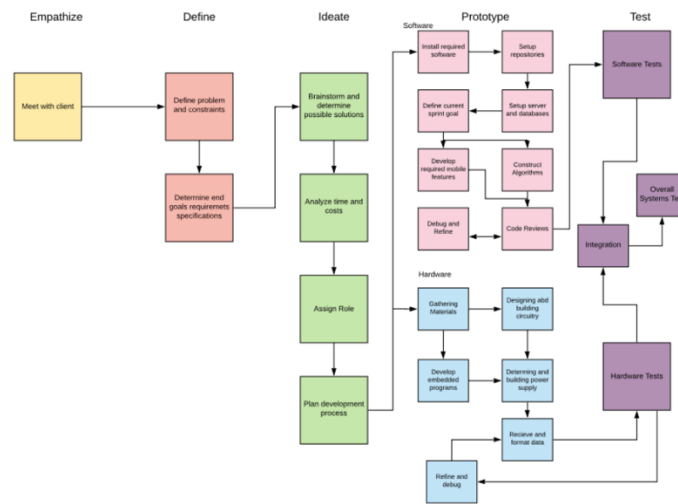 Empathize
Define
Ideate
Prototype
Test
Software
Hardware
Meet with client
Define problem
and constraints
Determine end
goals requiremets
specifications
Brainstorm and
determine
possible solutions
Analyze time and
costs
Assign Role
Plan development
process
Install required
software
Setup
repositories
Define current
sprint goal
Setup server
and databases
Develop
required mobile
features
Construct
Algorithms
Debug and
Refine
Code Reviews
Gathering
Materials
Designing abd
building
circuitry
Develop
embedded
programs
Determining and
building power
supply
Recieve and
format data
Refine and
debug
Software Tests
Overall
Systems Te
Integration
Hardware Tests